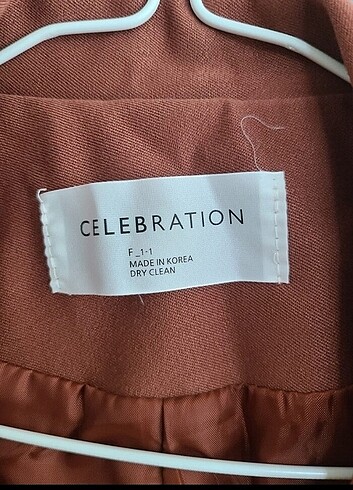 CELEBRATION
F_1-1
MADE IN KOREA
DRY CLEAN